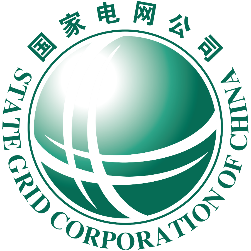 国家电网公司
STATE GRID CORPORATION OF CHINA